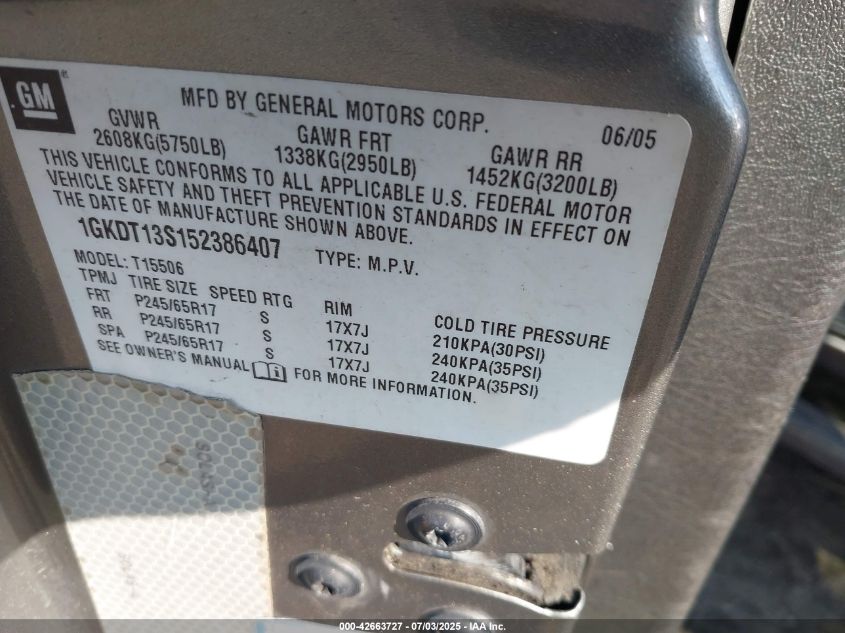 GM
®
MFD BY GENERAL MOTORS CORP.
06/05
GVWR
GAWR FRT
GAWR RR
2608KG(5750LB)
1338KG(2950LB)
1452KG(3200LB)
THIS VEHICLE CONFORMS TO ALL APPLICABLE U.S. FEDERAL MOTOR
VEHICLE SAFETY AND THEFT PREVENTION STANDARDS IN EFFECT ON
THE DATE OF MANUFACTURE SHOWN ABOVE.
1GKDT13S152386407
TYPE: M.P.V.
MODEL: T15506
TPMJ TIRE SIZE SPEED RTG RIM COLD TIRE PRESSURE
FRT P245/65R17 S 17X7J 210KPA(30PSI)
RR P245/65R17 S 17X7J 240KPA(35PSI)
SPA P245/65R17 S 17X7J 240KPA(35PSI)
SEE OWNER'S MANUAL FOR MORE INFORMATION.
000-42663727 - 07/03/2025 - IAA, Inc.